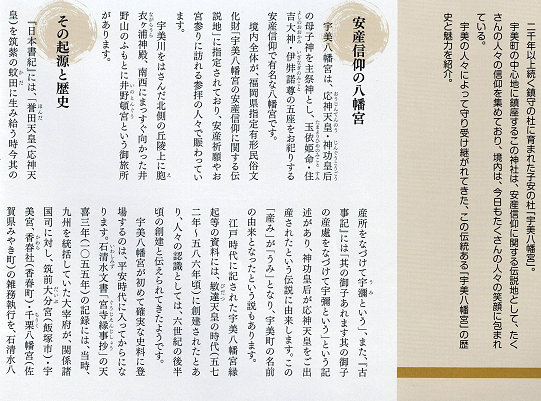 二千年以上続く鎮守の社に育まれた子安の杜「宇美八幡宮」。
宇美町の中心地に鎮座するこの神社は、安産信仰に関する伝説地として、たく
さんの人々の信仰を集めており、境内は、今日もたくさんの人々の笑顔に包まれ
ている。
宇美の人々によって守り受け継がれてきた、この伝統ある「宇美八幡宮」の歴
史と魅力を紹介。
安産信仰の八幡宮
宇美八幡宮は、応神天皇・神功皇后
の母子神を主祭神とし、玉依姫命・住
吉大神・伊弉諾尊の五座をお祀りする
安産信仰で有名な八幡宮です。
境内全体が、福岡県指定有形民俗文
化財「宇美八幡宮の安産信仰に関する伝
説地」に指定されており、安産祈願やお
宮参りに訪れる参拝の人々で賑わってい
ます。
宇美川をはさんだ北側の丘陵上に胞
衣ヶ浦神殿、南側にまっすぐ向かった井
野山のふもとに井野頓宮という御旅所
があります。
その起源と歴史
『日本書紀』には、「誉田天皇(応神天
皇)を筑紫の蚊田に生み給う時今其の
産所をなづけて宇瀰という」、また、『古
事記』には「其の御子あれます其の御子
の産處をなづけて宇彌という」という記
述があり、神功皇后が応神天皇をご出
産されたという伝説に由来します。この
「産み」が「うみ」となり、宇美町の名前
の由来となったという説もあります。
江戸時代に記された宇美八幡宮縁
起等の資料には、敏達天皇の時代(五七
二年~五八六年頃)に創建されたとあ
り、人々の認識としては、六世紀の後半
頃の創建と伝えられてきたようです。
宇美八幡宮が初めて確実な史料に登
場するのは、平安時代に入ってからにな
ります。石清水文書「宮寺縁事抄」の天
喜三年(一〇五五年)の記録には、当時、
九州を統括していた大宰府が、関係諸
国司に対し、筑前大分宮(飯塚市)・宇
美宮・香春社(香春町)・千栗八幡宮(佐
賀県みやき町)の雑務執行を、石清水八